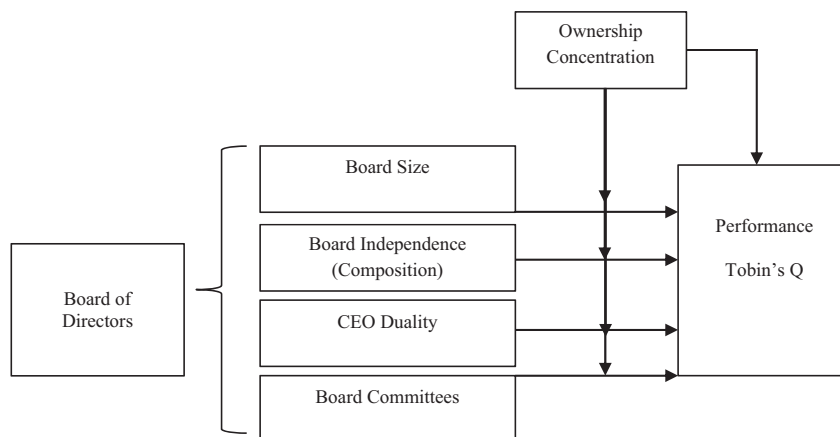 Ownership
Concentration
Board Size
Board Independence
(Composition)
CEO Duality
Board Committees
Board of
Directors
Performance
Tobin’s Q